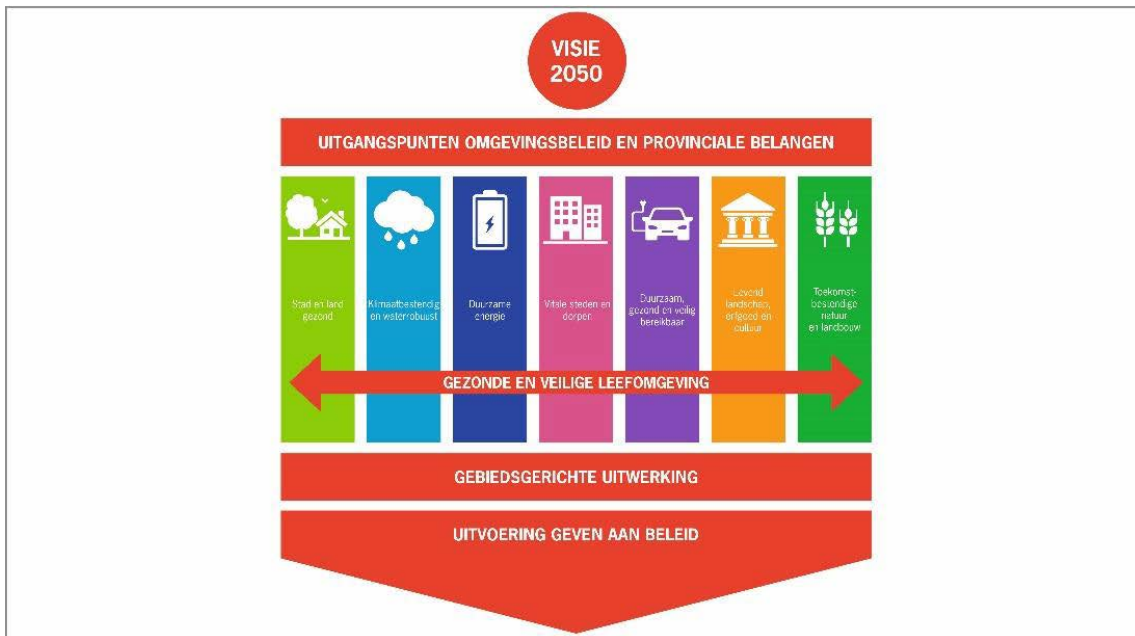 VISIE
2050
UITGANGSPUNTEN OMGEVINGSBELEID EN PROVINCIALE BELANGEN
Stad en land
gezond
Klimaatbestendig
en waterrobuust
Duurzame
energie
Vitale steden en
dorpen
Duurzaam,
gezond en veilig
bereikbaar
Levend
landschap,
erfgoed en
cultuur
Toekomst-
bestendige
natuur
en landbouw
GEZONDE EN VEILIGE LEEFOMGEVING
GEBIEDSGERICHTE UITWERKING
UITVOERING GEVEN AAN BELEID